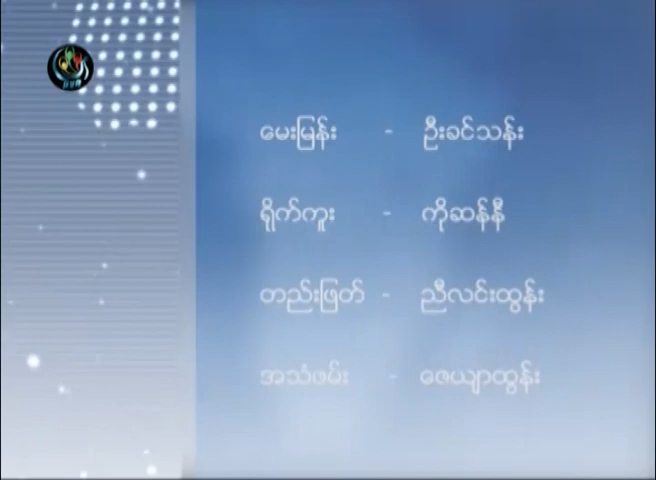 မေးမြန်း - ဦးခင်သန်း
ရိုက်ကူး - ကိုဆန်နီ
တည်းဖြတ် - ညီလင်းထွန်း
အသံဖမ်း - ဇေယျာထွန်း